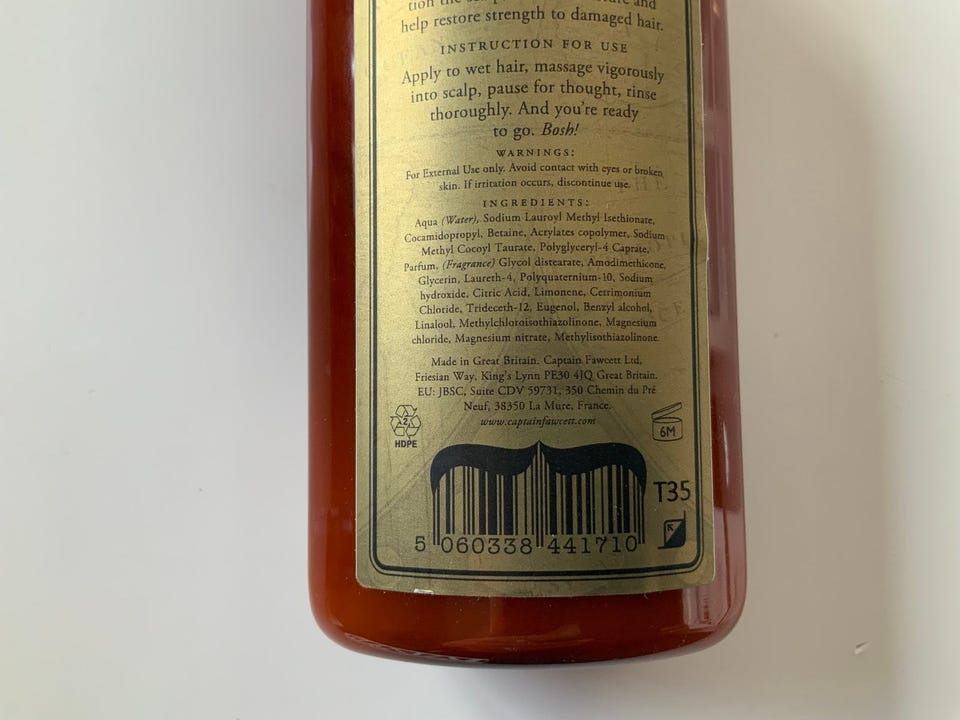 help restore strength to damaged hair.
INSTRUCTION FOR USE
Apply to wet hair, massage vigorously
into scalp, pause for thought, rinse
thoroughly. And you're ready
to go. Bosh!
WARNINGS:
For External Use only. Avoid contact with eyes or broken
skin. If irritation occurs, discontinue use.
INGREDIENTS:
Aqua (Water), Sodium Lauroyl Methyl Isethionate,
Cocamidopropyl, Betaine, Acrylates copolymer, Sodium
Methyl Cocoyl Taurate, Polyglyceryl-4 Caprate,
Parfum, (Fragrance) Glycol distearate, Amodimethicone,
Glycerin, Laureth-4, Polyquaternium-10, Sodium
hydroxide, Citric Acid, Limonene, Cetrimonium
Chloride, Trideceth-12, Eugenol, Benzyl alcohol,
Linalool, Methylchloroisothiazolinone, Magnesium
chloride, Magnesium nitrate, Methylisothiazolinone.
Made in Great Britain. Captain Fawcett Ltd,
Friesian Way, King's Lynn PE30 4JQ Great Britain.
EU: JBSC, Suite CDV 59731, 350 Chemin du Pré
Neuf, 38350 La Mure, France.
www.captainfawcett.com
2
HDPE
6M
T35
5 060338 441710